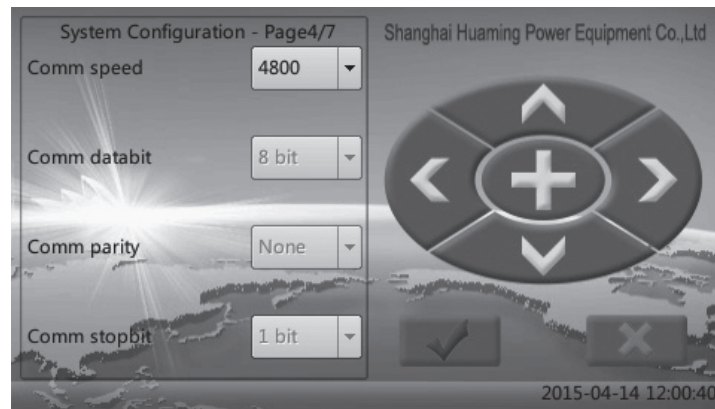 System Configuration - Page4/7
Shanghai Huaming Power Equipment Co.,Ltd
Comm speed
4800
Comm databit
8 bit
Comm parity
None
Comm stopbit
1 bit
2015-04-14 12:00:40